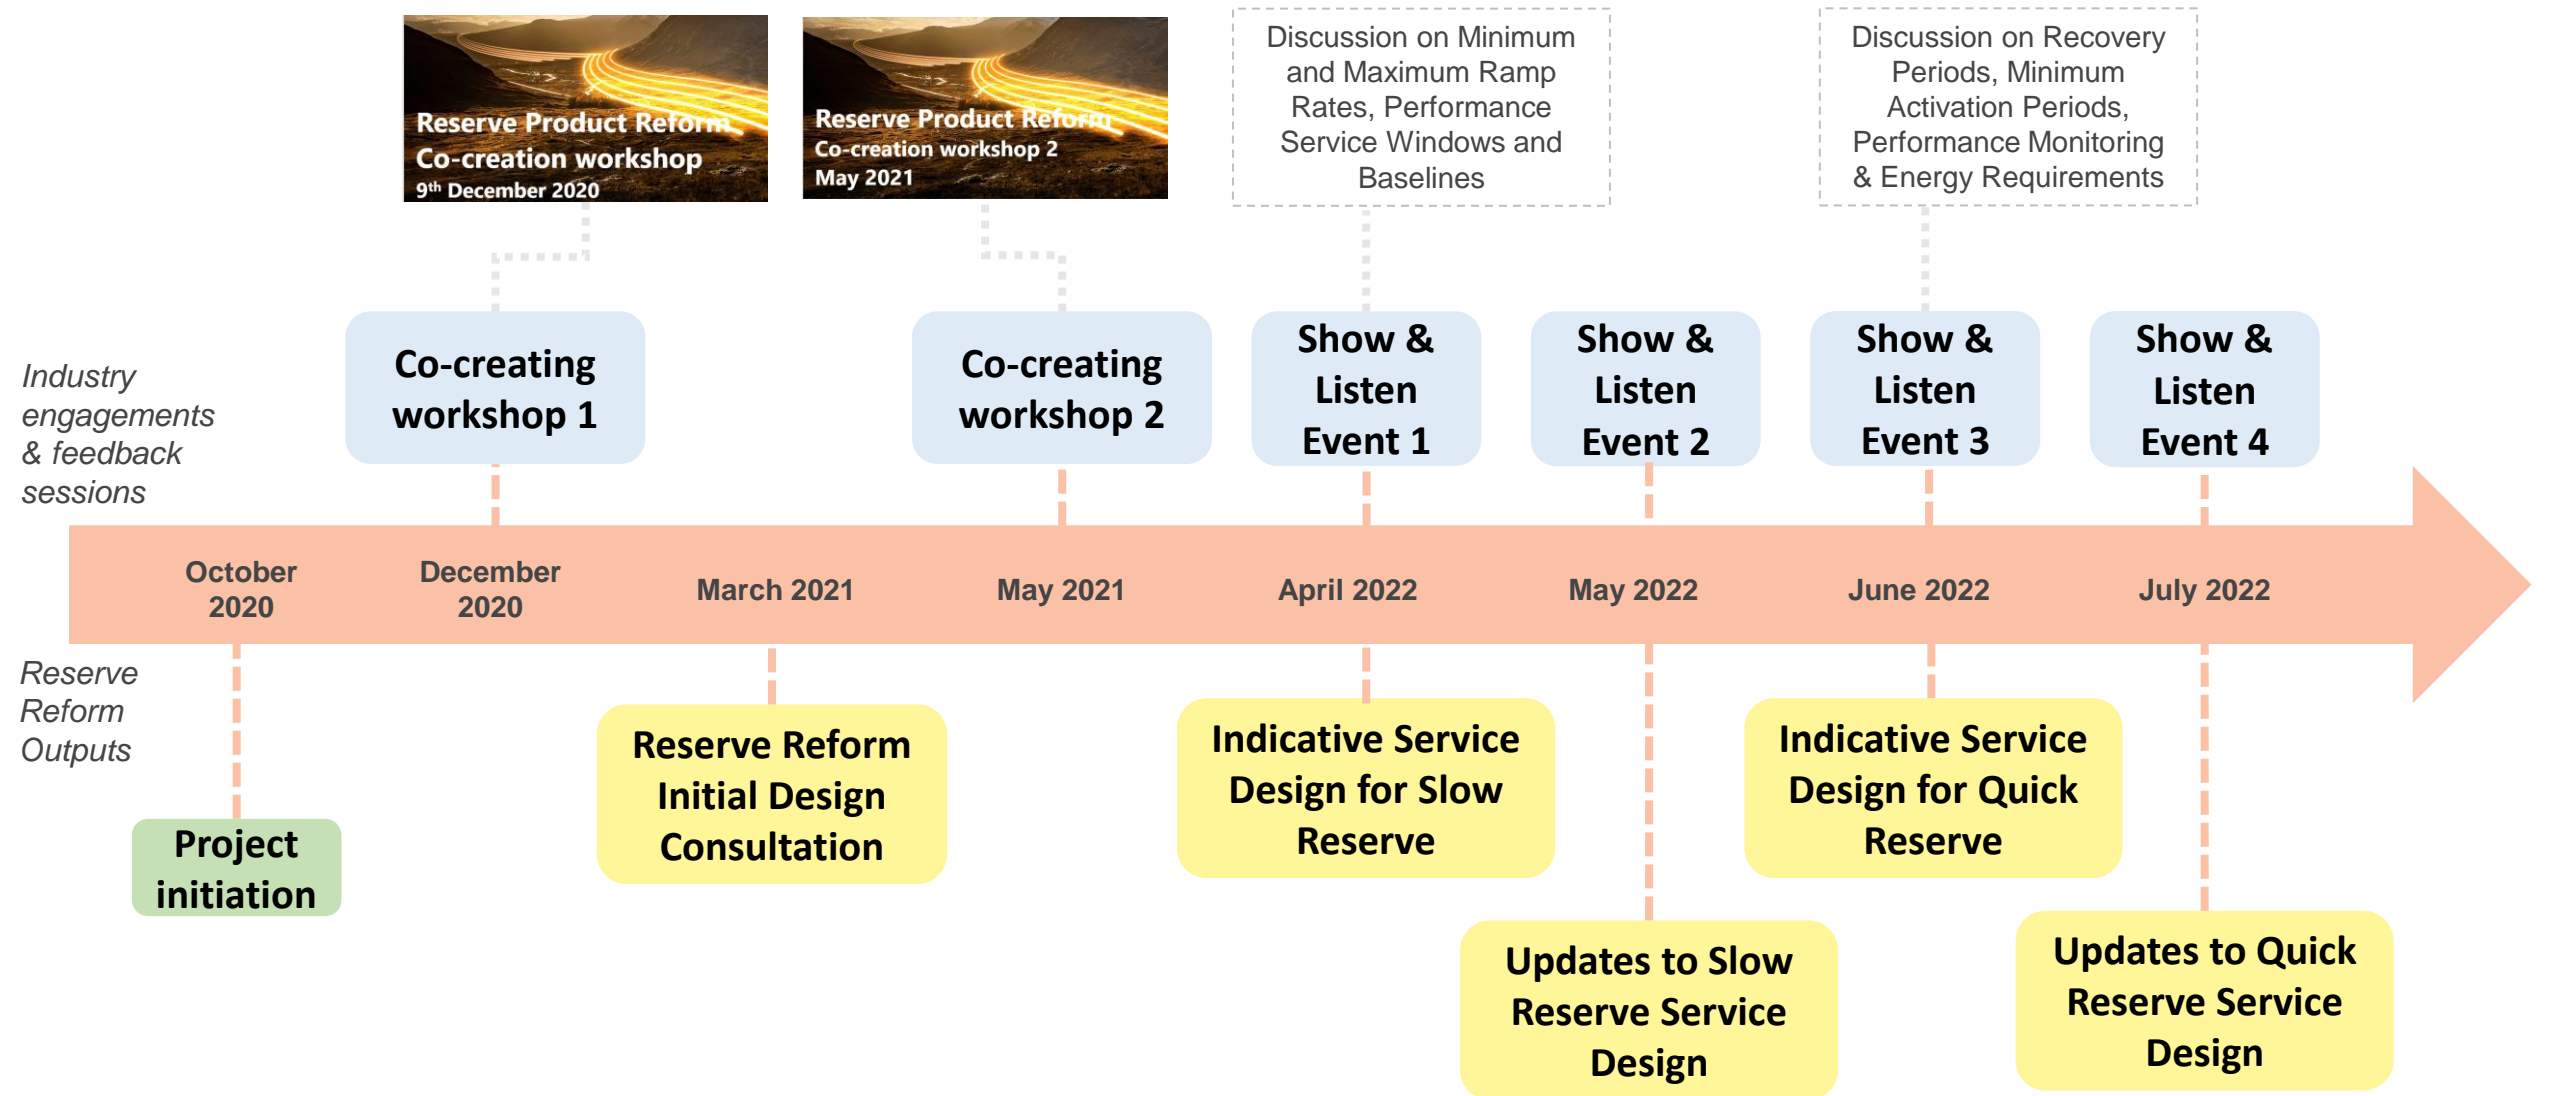 Reserve Product Reform
Co-creation workshop
9th December 2020
Reserve Product Reform
Co-creation workshop 2
May 2021
Discussion on Minimum
and Maximum Ramp
Rates, Performance
Service Windows and
Baselines
Discussion on Recovery
Periods, Minimum
Activation Periods,
Performance Monitoring
& Energy Requirements
Industry
engagements
& feedback
sessions
Co-creating
workshop 1
Co-creating
workshop 2
Show &
Listen
Event 1
Show &
Listen
Event 2
Show &
Listen
Event 3
Show &
Listen
Event 4
October
2020
December
2020
March 2021
May 2021
April 2022
May 2022
June 2022
July 2022
Reserve
Reform
Outputs
Project
initiation
Reserve Reform
Initial Design
Consultation
Indicative Service
Design for Slow
Reserve
Updates to Slow
Reserve Service
Design
Indicative Service
Design for Quick
Reserve
Updates to Quick
Reserve Service
Design